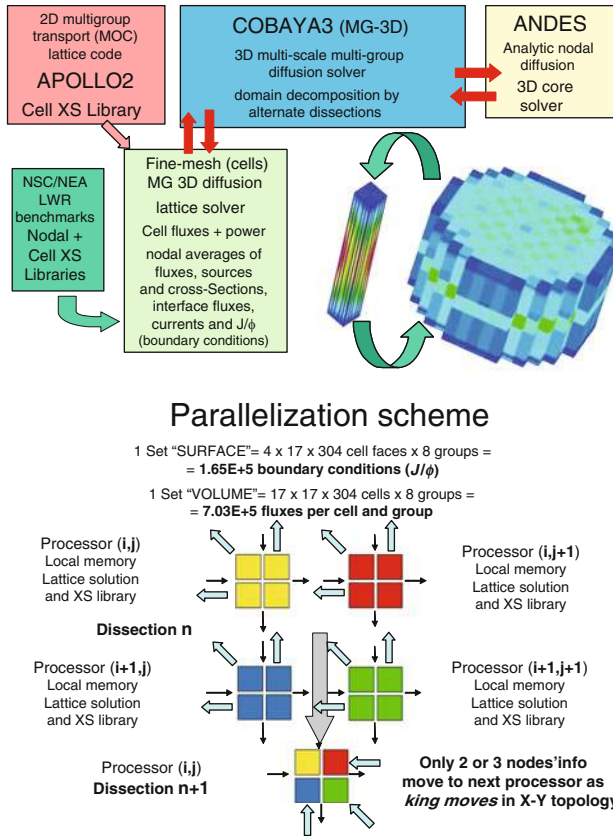 2D multigroup
transport (MOC)
lattice code
APOLLO2
Cell XS Library
COBAYA3 (MG-3D)
3D multi-scale multi-group
diffusion solver
domain decomposition by
alternate dissections
ANDES
Analytic nodal
diffusion
3D core
solver
NSC/NEA
LWR
benchmarks
Nodal +
Cell XS
Libraries
Fine-mesh (cells)
MG 3D diffusion
lattice solver
Cell fluxes + power
nodal averages of
fluxes, sources
and cross-Sections,
interface fluxes,
currents and J/ϕ
(boundary conditions)
Parallelization scheme
1 Set “SURFACE”= 4 x 17 x 304 cell faces x 8 groups =
= 1.65E+5 boundary conditions (J/ϕ)
1 Set “VOLUME”= 17 x 17 x 304 cells x 8 groups =
= 7.03E+5 fluxes per cell and group
Processor (i,j)
Local memory
Lattice solution
and XS library
Processor (i,j+1)
Local memory
Lattice solution
and XS library
Dissection n
Processor (i+1,j)
Local memory
Lattice solution
and XS library
Processor (i+1,j+1)
Local memory
Lattice solution
and XS library
Processor (i,j)
Dissection n+1
Only 2 or 3 nodes’info
move to next processor as
king moves in X-Y topology